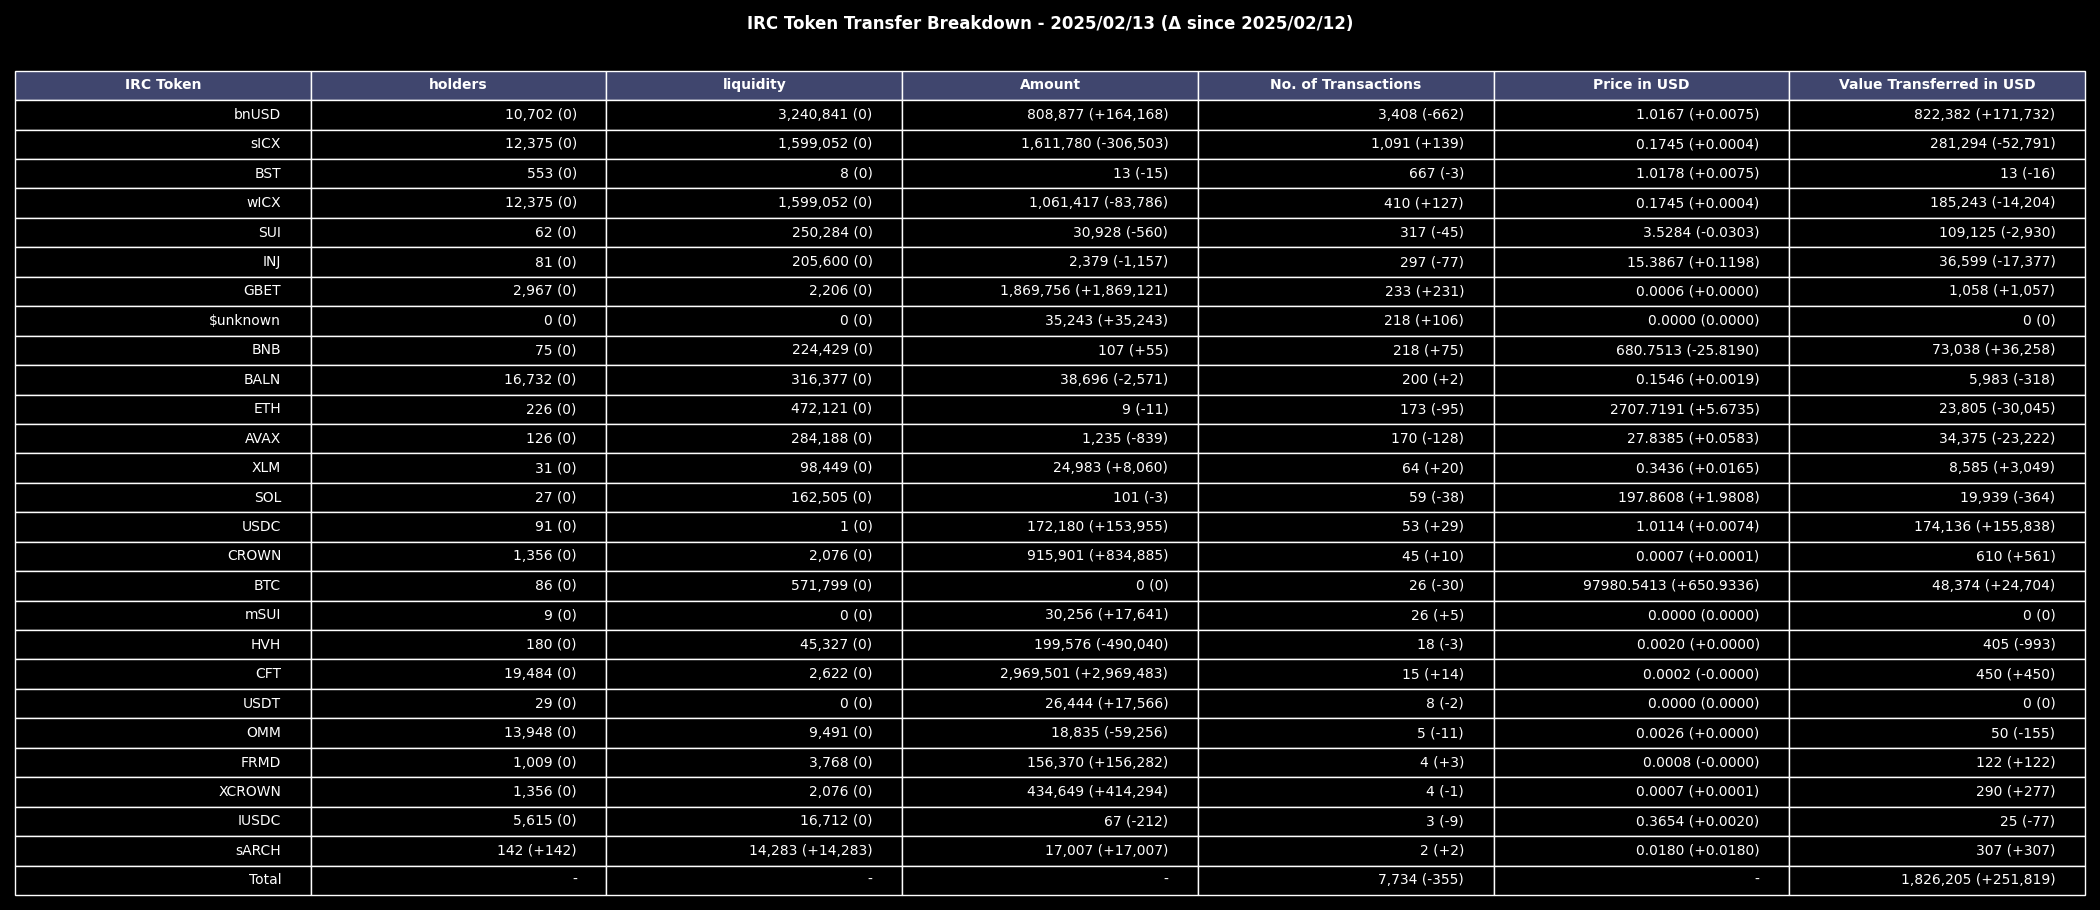 IRC Token Transfer Breakdown - 2025/02/13 (Δ since 2025/02/12)
IRC Token holders liquidity Amount No. of Transactions Price in USD Value Transferred in USD
bnUSD 10,702 (0) 3,240,841 (0) 808,877 (+164,168) 3,408 (-662) 1.0167 (+0.0075) 822,382 (+171,732)
sICX 12,375 (0) 1,599,052 (0) 1,611,780 (-306,503) 1,091 (+139) 0.1745 (+0.0004) 281,294 (-52,791)
BST 553 (0) 8 (0) 13 (-15) 667 (-3) 1.0178 (+0.0075) 13 (-16)
wICX 12,375 (0) 1,599,052 (0) 1,061,417 (-83,786) 410 (+127) 0.1745 (+0.0004) 185,243 (-14,204)
SUI 62 (0) 250,284 (0) 30,928 (-560) 317 (-45) 3.5284 (-0.0303) 109,125 (-2,930)
INJ 81 (0) 205,600 (0) 2,379 (-1,157) 297 (-77) 15.3867 (+0.1198) 36,599 (-17,377)
GBET 2,967 (0) 2,206 (0) 1,869,756 (+1,869,121) 233 (+231) 0.0006 (+0.0000) 1,058 (+1,057)
$unknown 0 (0) 0 (0) 35,243 (+35,243) 218 (+106) 0.0000 (0.0000) 0 (0)
BNB 75 (0) 224,429 (0) 107 (+55) 218 (+75) 680.7513 (-25.8190) 73,038 (+36,258)
BALN 16,732 (0) 316,377 (0) 38,696 (-2,571) 200 (+2) 0.1546 (+0.0019) 5,983 (-318)
ETH 226 (0) 472,121 (0) 9 (-11) 173 (-95) 2707.7191 (+5.6735) 23,805 (-30,045)
AVAX 126 (0) 284,188 (0) 1,235 (-839) 170 (-128) 27.8385 (+0.0583) 34,375 (-23,222)
XLM 31 (0) 98,449 (0) 24,983 (+8,060) 64 (+20) 0.3436 (+0.0165) 8,585 (+3,049)
SOL 27 (0) 162,505 (0) 101 (-3) 59 (-38) 197.8608 (+1.9808) 19,939 (-364)
USDC 91 (0) 1 (0) 172,180 (+153,955) 53 (+29) 1.0114 (+0.0074) 174,136 (+155,838)
CROWN 1,356 (0) 2,076 (0) 915,901 (+834,885) 45 (+10) 0.0007 (+0.0001) 610 (+561)
BTC 86 (0) 571,799 (0) 0 (0) 26 (-30) 97980.5413 (+650.9336) 48,374 (+24,704)
mSUI 9 (0) 0 (0) 30,256 (+17,641) 26 (+5) 0.0000 (0.0000) 0 (0)
HVH 180 (0) 45,327 (0) 199,576 (-490,040) 18 (-3) 0.0020 (+0.0000) 405 (-993)
CFT 19,484 (0) 2,622 (0) 2,969,501 (+2,969,483) 15 (+14) 0.0002 (-0.0000) 450 (+450)
USDT 29 (0) 0 (0) 26,444 (+17,566) 8 (-2) 0.0000 (0.0000) 0 (0)
OMM 13,948 (0) 9,491 (0) 18,835 (-59,256) 5 (-11) 0.0026 (+0.0000) 50 (-155)
FRMD 1,009 (0) 3,768 (0) 156,370 (+156,282) 4 (+3) 0.0008 (-0.0000) 122 (+122)
XCROWN 1,356 (0) 2,076 (0) 434,649 (+414,294) 4 (-1) 0.0007 (+0.0001) 290 (+277)
IUSDC 5,615 (0) 16,712 (0) 67 (-212) 3 (-9) 0.3654 (+0.0020) 25 (-77)
sARCH 142 (+142) 14,283 (+14,283) 17,007 (+17,007) 2 (+2) 0.0180 (+0.0180) 307 (+307)
Total - - - 7,734 (-355) - 1,826,205 (+251,819)